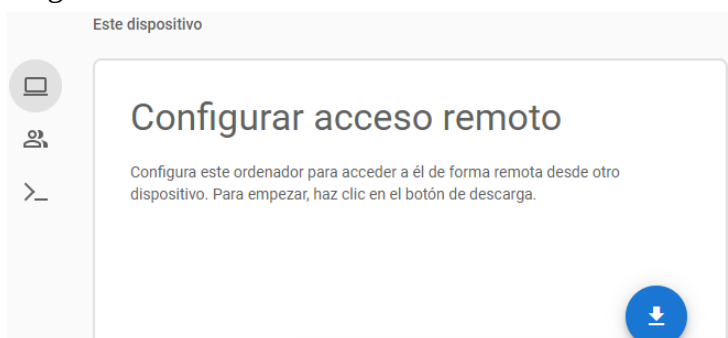 Este dispositivo
Configurar acceso remoto
Configura este ordenador para acceder a él de forma remota desde otro
dispositivo. Para empezar, haz clic en el botón de descarga.